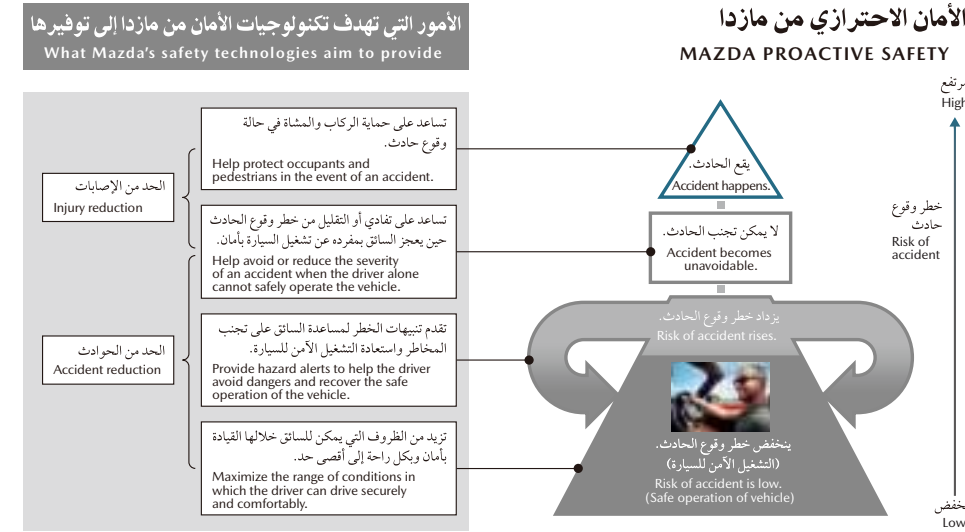 الأمور التي تهدف تكنولوجيات الأمان من مازدا إلى توفيرها
What Mazda's safety technologies aim to provide
الأمان الاحترازي من مازدا
MAZDA PROACTIVE SAFETY
تساعد على حماية الركاب والمشاة في حالة
وقوع حادث.
Help protect occupants and
pedestrians in the event of an accident.
تساعد على تفادي أو التقليل من خطر وقوع الحادث
حين يعجز السائق بمفرده عن تشغيل السيارة بأمان.
Help avoid or reduce the severity
of an accident when the driver alone
cannot safely operate the vehicle.
تقدم تنبيهات الخطر لمساعدة السائق على تجنب
المخاطر واستعادة التشغيل الآمن للسيارة.
Provide hazard alerts to help the driver
avoid dangers and recover the safe
operation of the vehicle.
تزيد من الظروف التي يمكن للسائق خلالها القيادة
بأمان وبكل راحة إلى أقصى حد.
Maximize the range of conditions in
which the driver can drive securely
and comfortably.
الحد من الإصابات
Injury reduction
الحد من الحوادث
Accident reduction
يقع الحادث.
Accident happens.
لا يمكن تجنب الحادث.
Accident becomes
unavoidable.
يزداد خطر وقوع الحادث.
Risk of accident rises.
ينخفض خطر وقوع الحادث.
(التشغيل الآمن للسيارة)
Risk of accident is low.
(Safe operation of vehicle)
High
خطر وقوع
حادث
Risk of
accident
Low